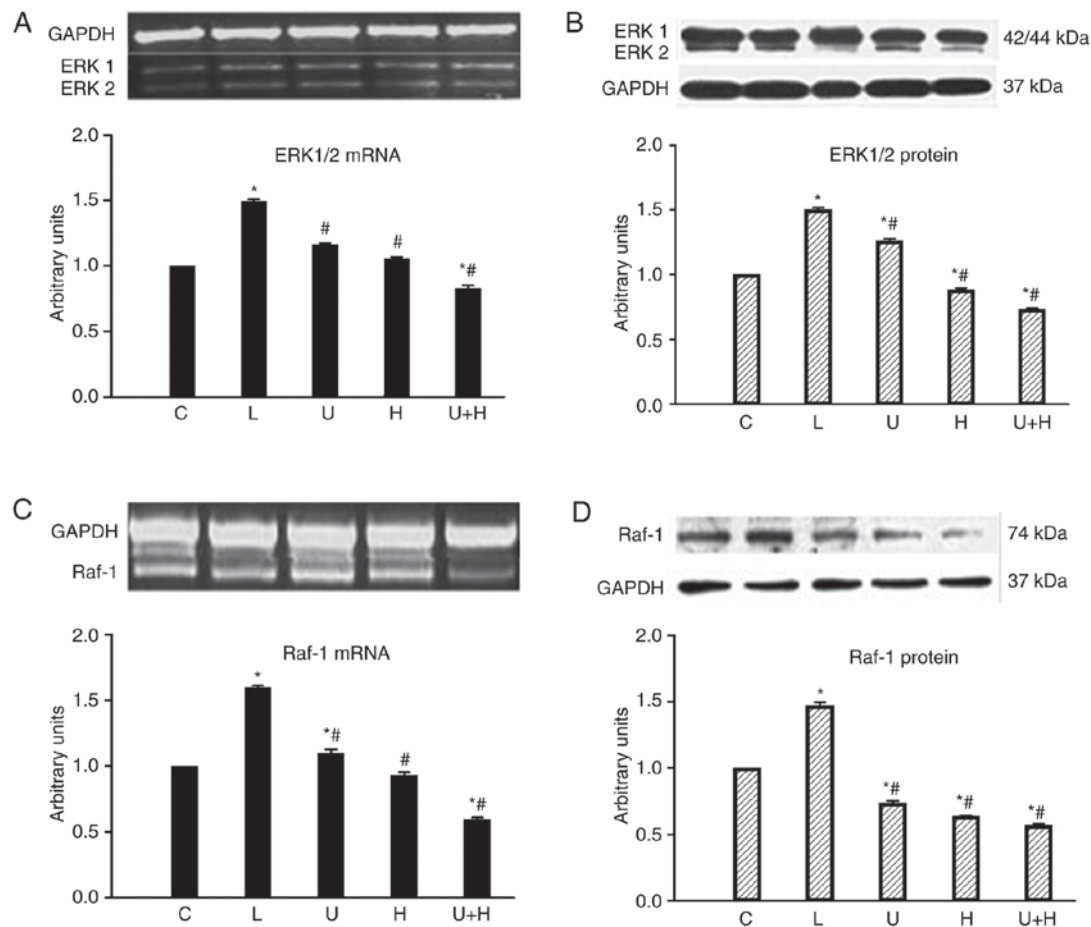 A
GAPDH
ERK 1
ERK 2
2.0
1.5
1.0
0.5
0.0
Arbitrary units
ERK1/2 mRNA
*
#
#
*#
C L U H U+H
B
ERK 1
ERK 2
42/44 kDa
GAPDH
37 kDa
2.0
1.5
1.0
0.5
0.0
Arbitrary units
ERK1/2 protein
*
*#
*#
*#
C L U H U+H
C
GAPDH
Raf-1
2.0
1.5
1.0
0.5
0.0
Arbitrary units
Raf-1 mRNA
*
*#
#
*#
C L U H U+H
D
Raf-1
74 kDa
GAPDH
37 kDa
2.0
1.5
1.0
0.5
0.0
Arbitrary units
Raf-1 protein
*
*#
*#
*#
C L U H U+H